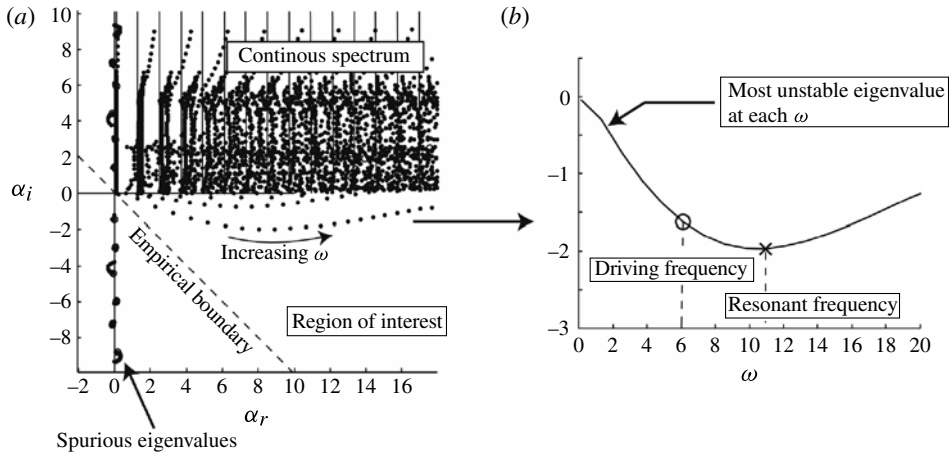 (a)
10
8
6
4
2
0
−2
−4
−6
−8
αi
−2 0 2 4 6 8 10 12 14 16
αr
Continous spectrum
Increasing ω
Empirical boundary
Region of interest
Spurious eigenvalues
(b)
0
−1
−2
−3
0 2 4 6 8 10 12 14 16 18 20
ω
Most unstable eigenvalue
at each ω
Driving frequency
Resonant frequency